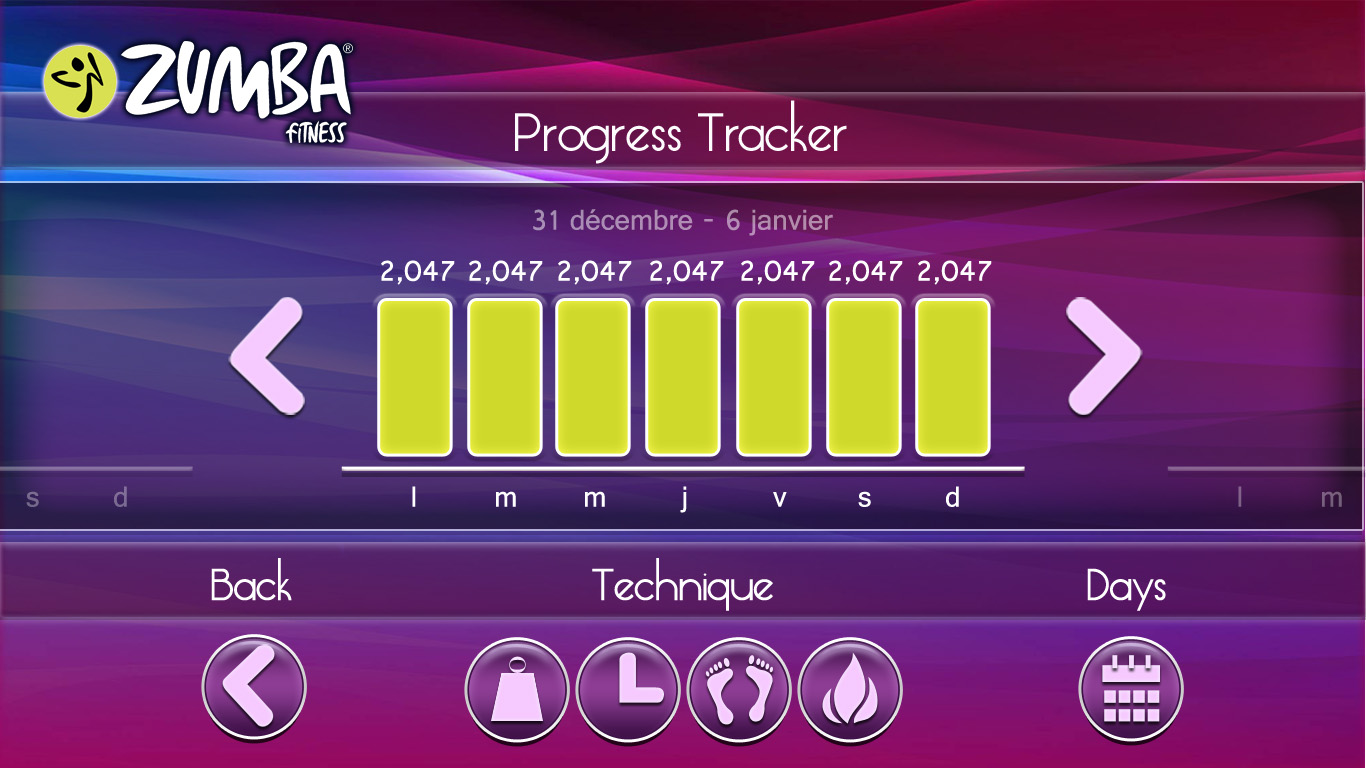 ZUMBA®
FITNESS
Progress Tracker
31 décembre - 6 janvier
2,047 2,047 2,047 2,047 2,047 2,047 2,047
s d l m m j v s d l m
Back Technique Days